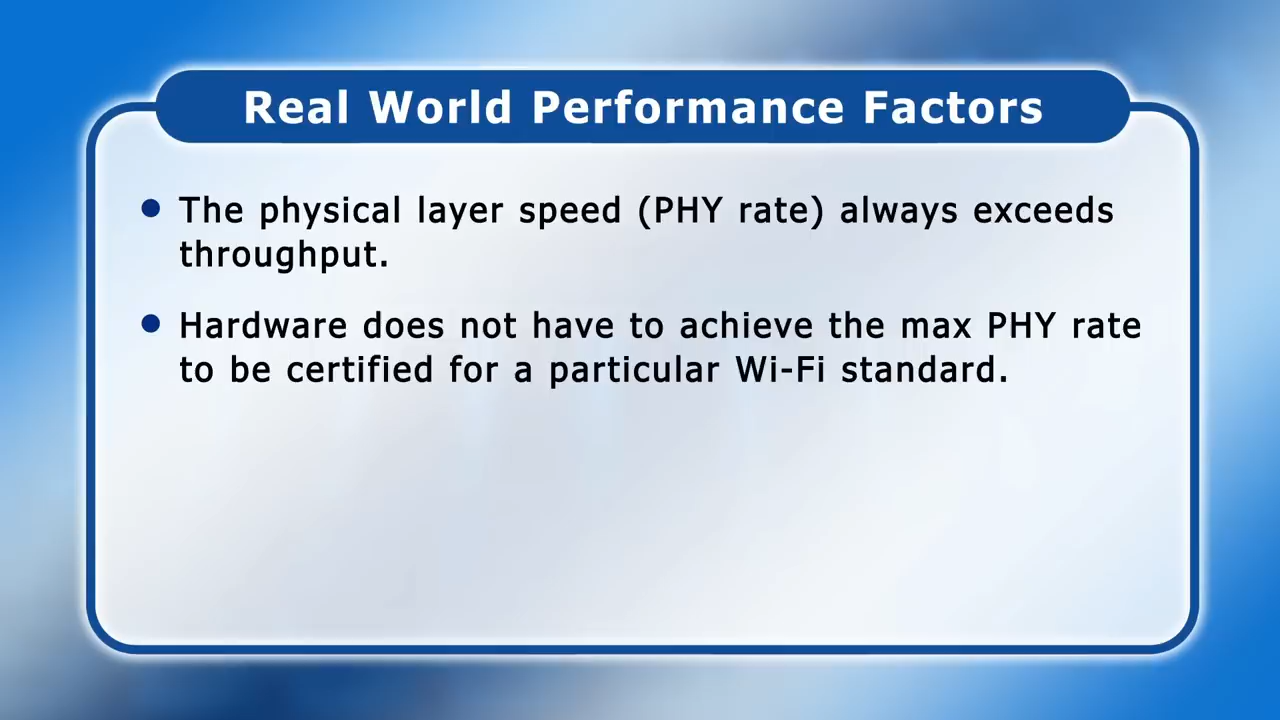 Real World Performance Factors
• The physical layer speed (PHY rate) always exceeds
throughput.
• Hardware does not have to achieve the max PHY rate
to be certified for a particular Wi-Fi standard.